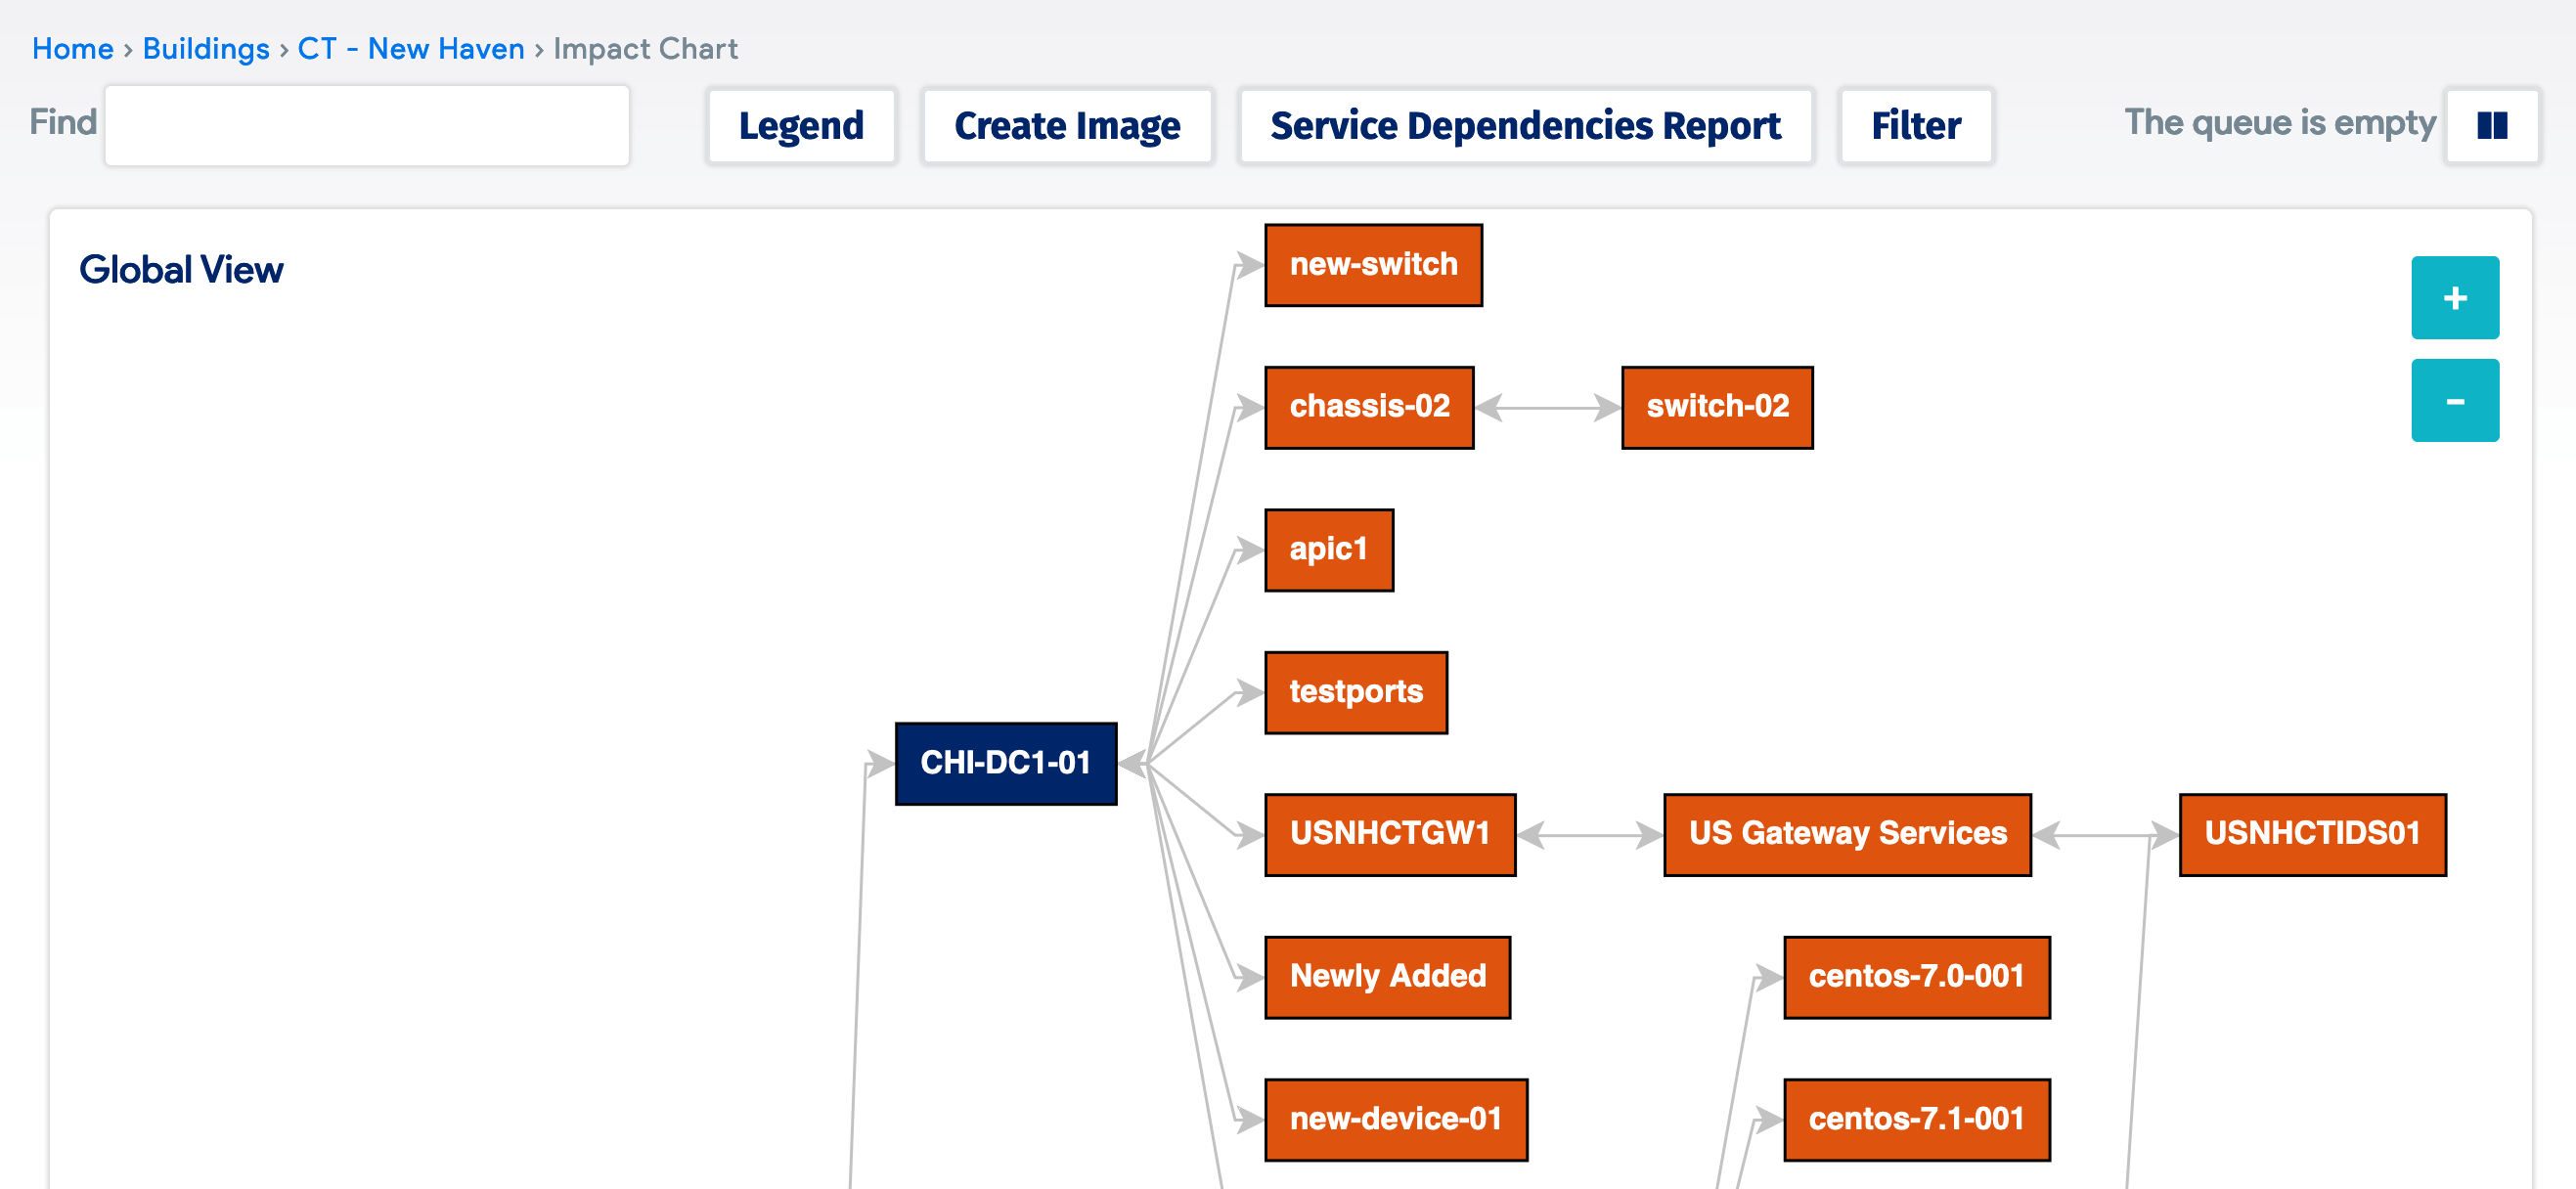 Home › Buildings › CT - New Haven › Impact Chart
Find
Legend
Create Image
Service Dependencies Report
Filter
The queue is empty
Global View
+
-
new-switch
chassis-02
switch-02
apic1
testports
CHI-DC1-01
USNHCTGW1
US Gateway Services
USNHCTIDS01
Newly Added
centos-7.0-001
new-device-01
centos-7.1-001